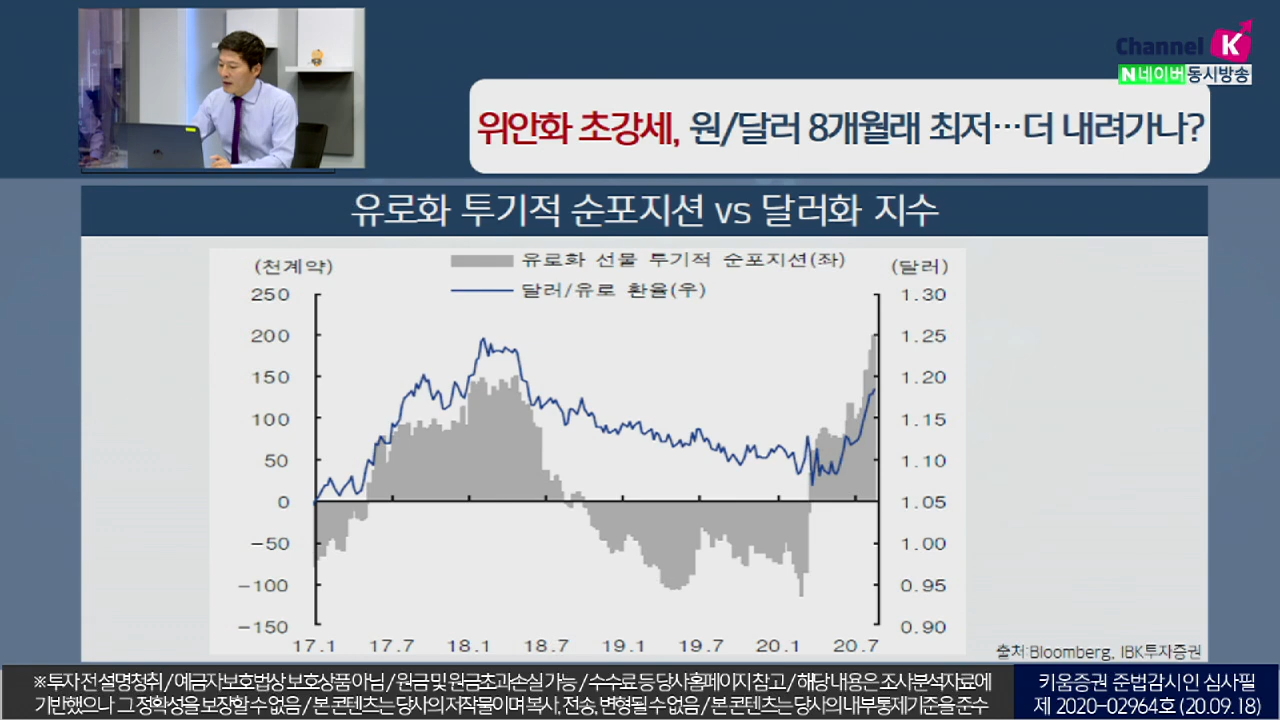 Channel K
N네이버 동시방송
위안화 초강세, 원/달러 8개월래 최저…더 내려가나?
유로화 투기적 순포지션 vs 달러화 지수
(천계약)
유로화 선물 투기적 순포지션(좌)
(달러)
달러/유로 환율(우)
250 1.30
200 1.25
150 1.20
100 1.15
50 1.10
0 1.05
-50 1.00
-100 0.95
-150 0.90
17.1 17.7 18.1 18.7 19.1 19.7 20.1 20.7
출처:Bloomberg, IBK투자증권
※ 투자 전 설명청취 / 예금자보호법상 보호상품 아님 / 원금 및 원금초과손실 가능 / 수수료 등 당사홈페이지 참고 / 해당 내용은 조사분석자료에
기반했으나 그 정확성을 보장할 수 없음 / 본 콘텐츠는 당사의 저작물이며 복사, 전송, 변형될 수 없음 / 본 콘텐츠는 당사의 내부통제기준을 준수
키움증권 준법감시인 심사필
제 2020-02964호 (20.09.18)